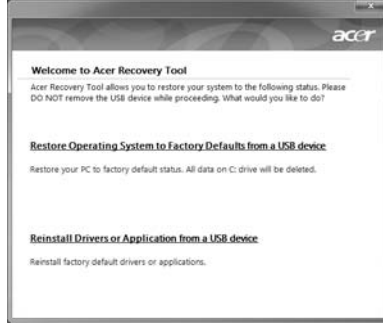 acer
Welcome to Acer Recovery Tool
Acer Recovery Tool allows you to restore your system to the following status. Please
DO NOT remove the USB device while proceeding. What would you like to do?
Restore Operating System to Factory Defaults from a USB device
Restore your PC to factory default status. All data on C: drive will be deleted.
Reinstall Drivers or Application from a USB device
Reinstall factory default drivers or applications.